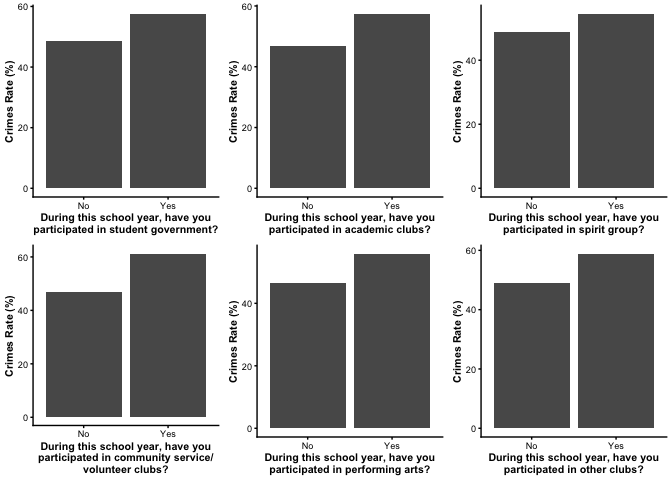 Crimes Rate (%)
60
40
20
0
No Yes
During this school year, have you
participated in student government?
Crimes Rate (%)
60
40
20
0
No Yes
During this school year, have you
participated in academic clubs?
Crimes Rate (%)
40
20
0
No Yes
During this school year, have you
participated in spirit group?
Crimes Rate (%)
60
40
20
0
No Yes
During this school year, have you
participated in community service/
volunteer clubs?
Crimes Rate (%)
40
20
0
No Yes
During this school year, have you
participated in performing arts?
Crimes Rate (%)
60
40
20
0
No Yes
During this school year, have you
participated in other clubs?